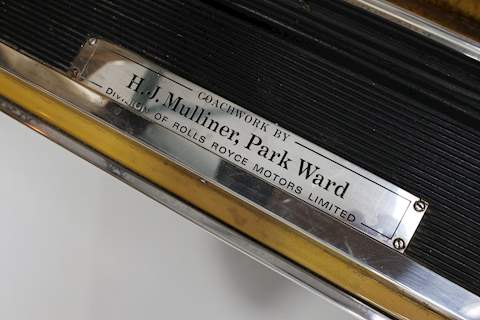 COACHWORK BY
H.J. Mulliner, Park Ward
DIVISION OF ROLLS ROYCE MOTORS LIMITED